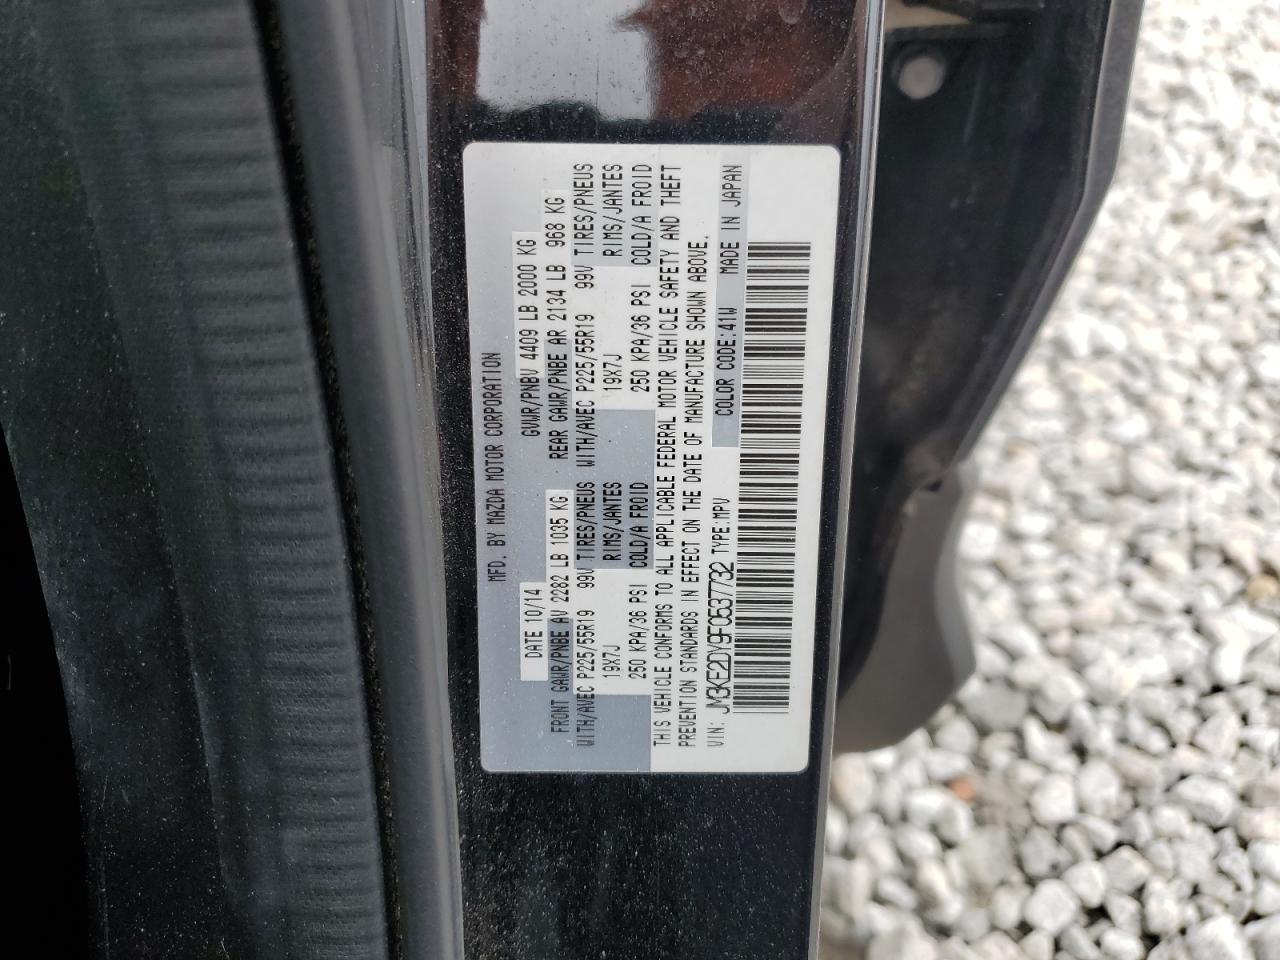 MFD. BY MAZDA MOTOR CORPORATION
DATE 10/14 GVWR/PNBV 4409 LB 2000 KG
FRONT GAWR/PNBE AV 2282 LB 1035 KG REAR GAWR/PNBE AR 2134 LB 968 KG
WITH/AVEC P225/55R19 99V TIRES/PNEUS WITH/AVEC P225/55R19 99V TIRES/PNEUS
19X7J RIMS/JANTES 19X7J RIMS/JANTES
250 KPA/36 PSI COLD/A FROID 250 KPA/36 PSI COLD/A FROID
THIS VEHICLE CONFORMS TO ALL APPLICABLE FEDERAL MOTOR VEHICLE SAFETY AND THEFT
PREVENTION STANDARDS IN EFFECT ON THE DATE OF MANUFACTURE SHOWN ABOVE.
VIN: JM3KE2DY9F0537732 TYPE:MPV COLOR CODE:41W MADE IN JAPAN